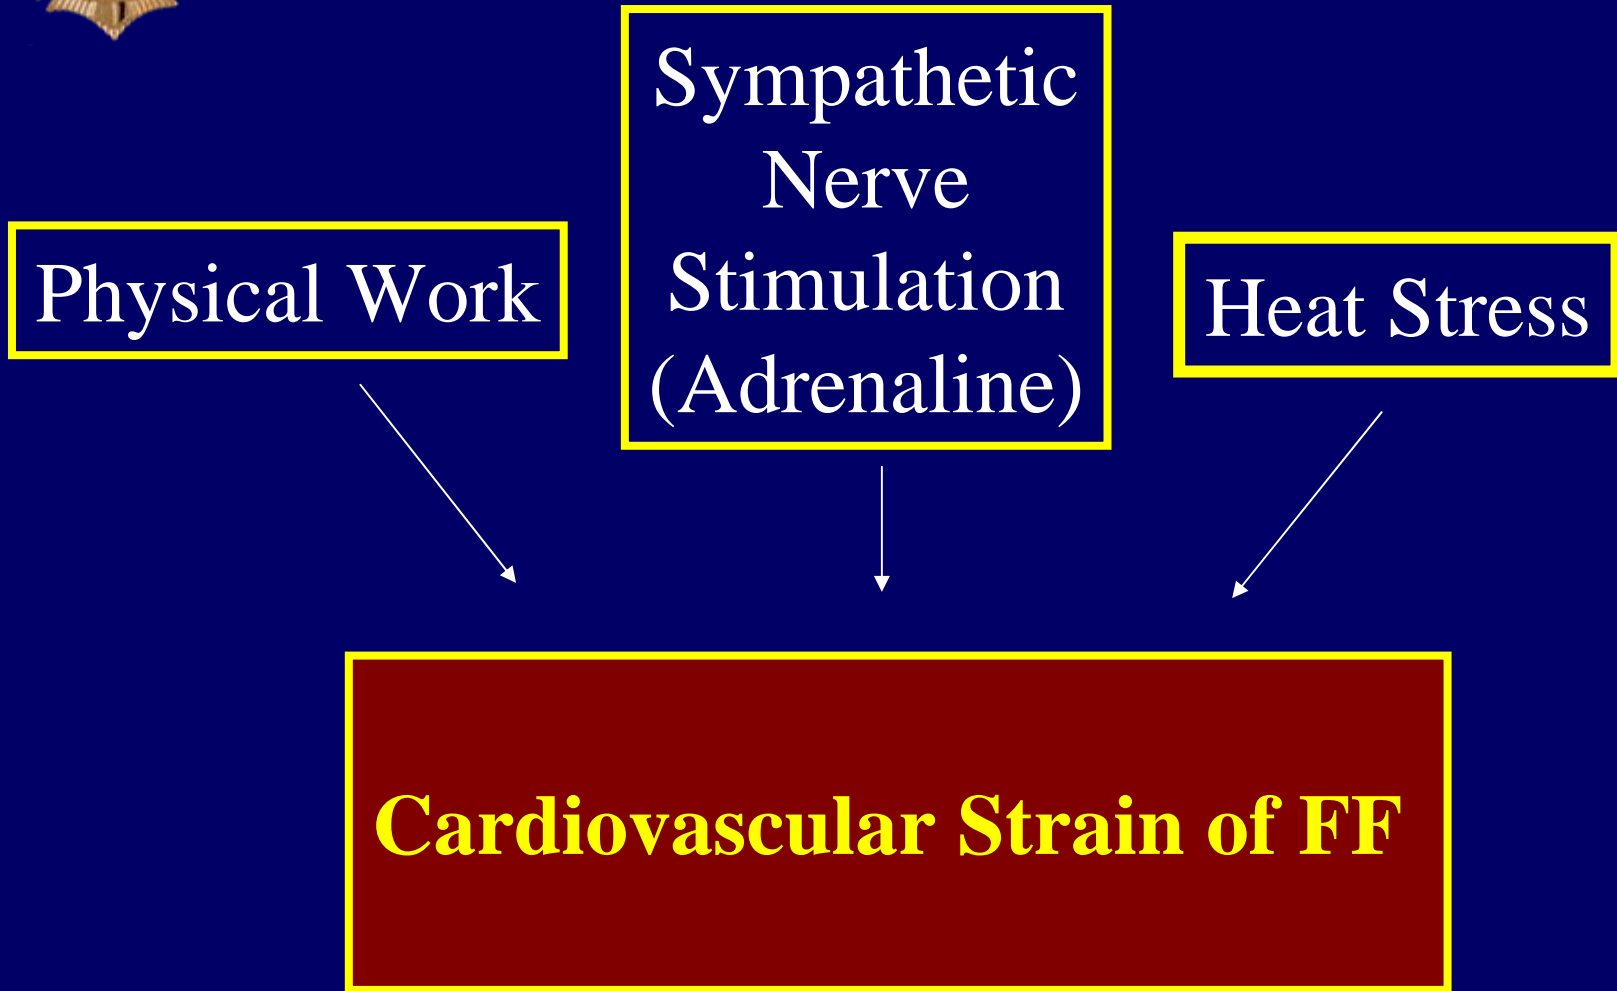 Sympathetic
Nerve
Stimulation
(Adrenaline)
Physical Work
Heat Stress
Cardiovascular Strain of FF